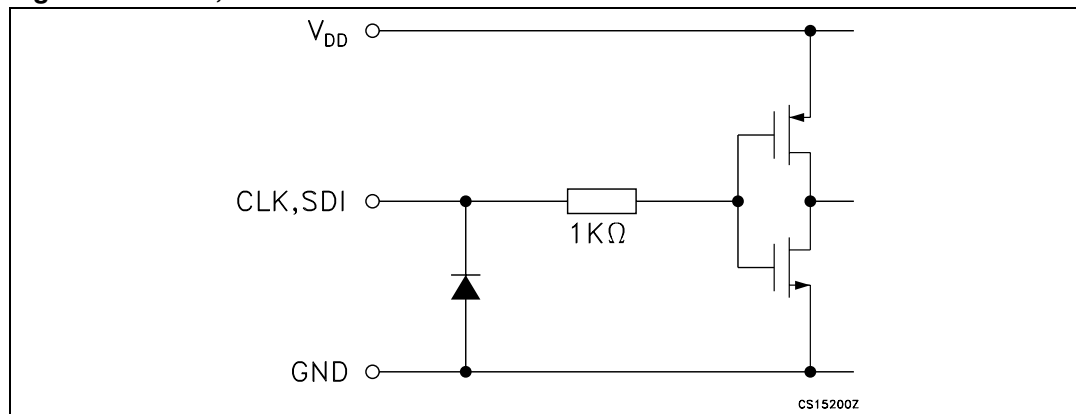 V_DD
CLK,SDI
1KΩ
GND
CS15200Z